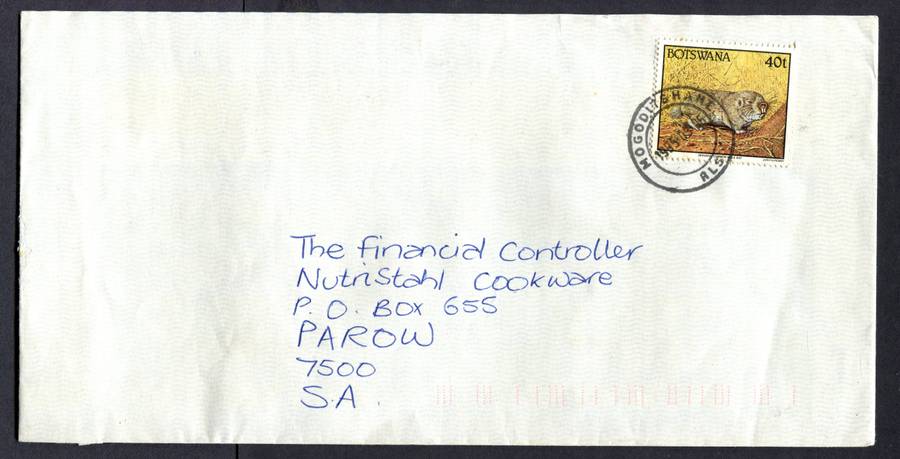 BOTSWANA 40t
MOGODITSHANE
The Financial Controller
NutriStahl Cookware
P. O. Box 655
PAROW
7500
S.A.